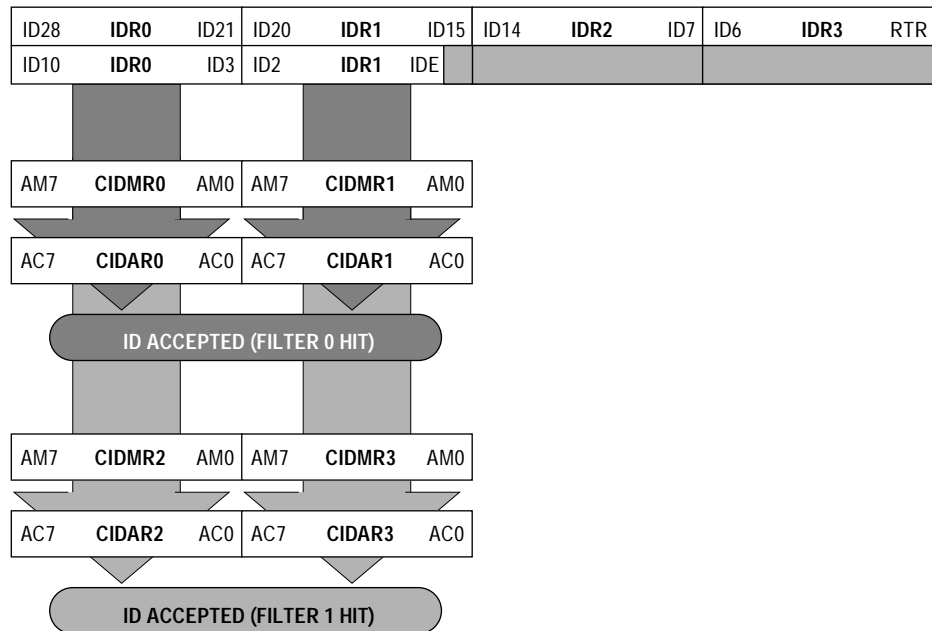 ID28 IDR0 ID21 ID20 IDR1 ID15 ID14 IDR2 ID7 ID6 IDR3 RTR
ID10 IDR0 ID3 ID2 IDR1 IDE
AM7 CIDMR0 AM0 AM7 CIDMR1 AM0
AC7 CIDAR0 AC0 AC7 CIDAR1 AC0
ID ACCEPTED (FILTER 0 HIT)
AM7 CIDMR2 AM0 AM7 CIDMR3 AM0
AC7 CIDAR2 AC0 AC7 CIDAR3 AC0
ID ACCEPTED (FILTER 1 HIT)